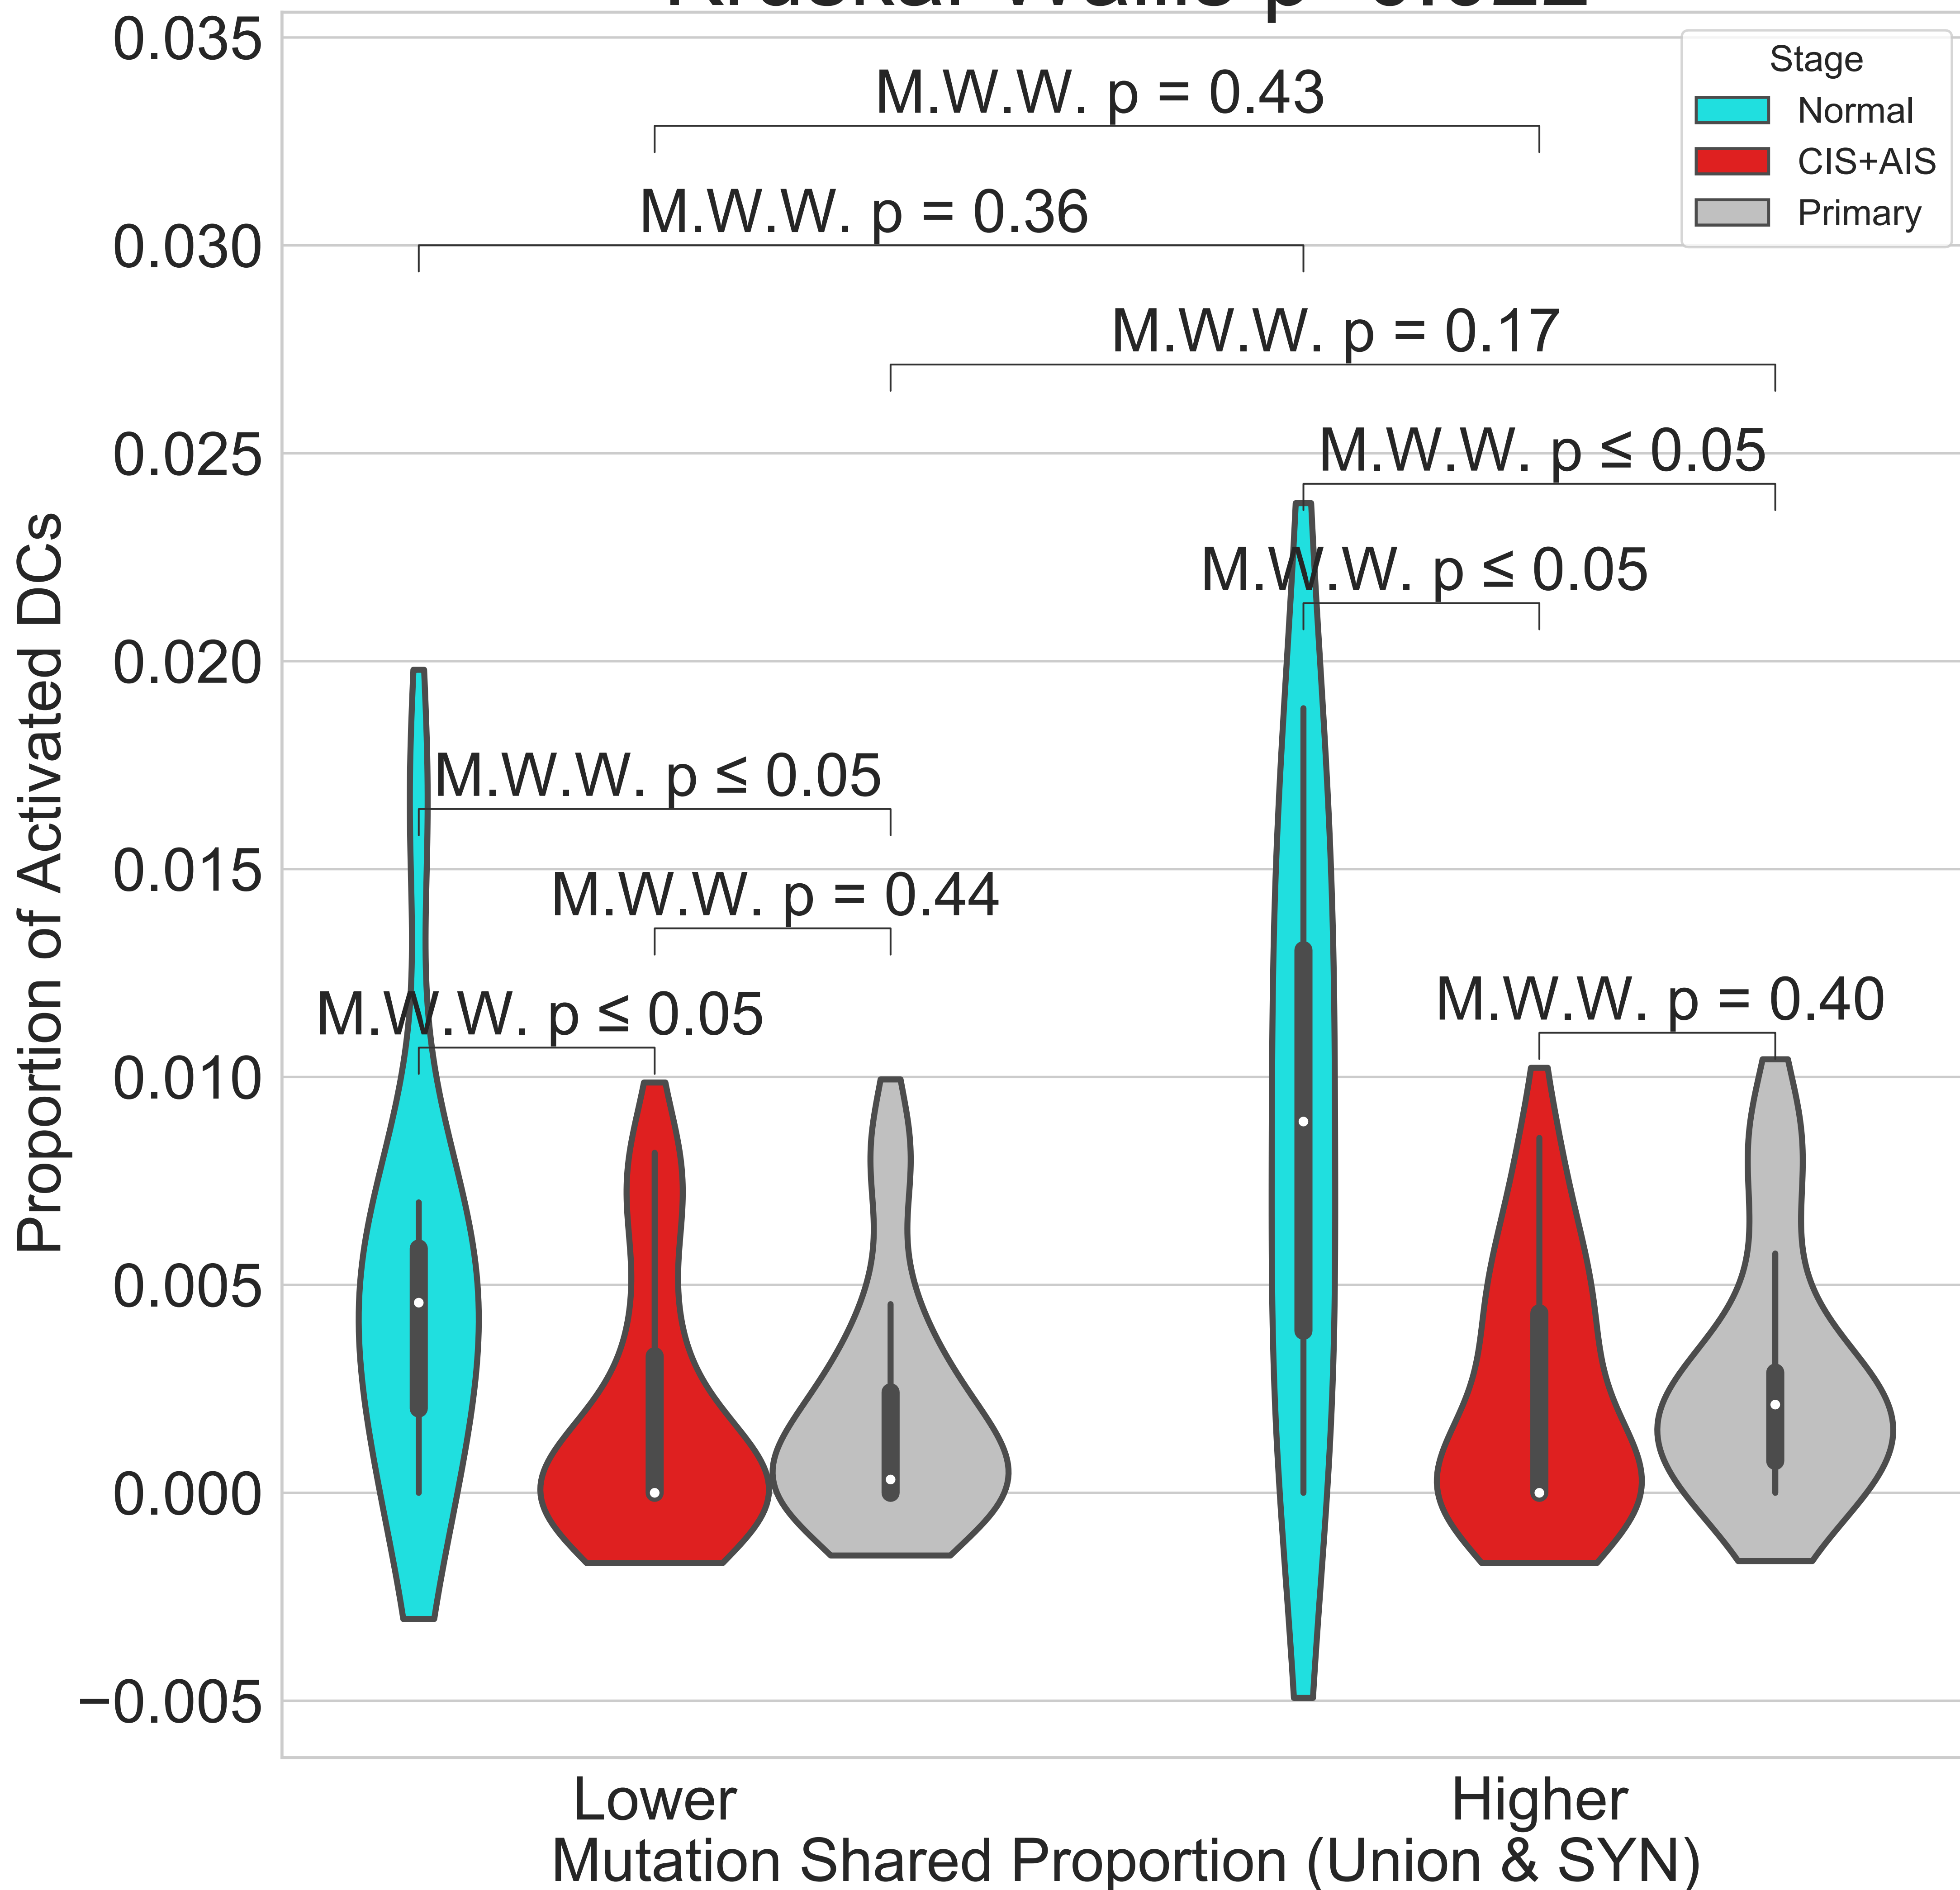 0.035
0.030
0.025
0.020
0.015
0.010
0.005
0.000
−0.005
Proportion of Activated DCs
M.W.W. p = 0.43
M.W.W. p = 0.36
M.W.W. p = 0.17
M.W.W. p ≤ 0.05
M.W.W. p ≤ 0.05
M.W.W. p ≤ 0.05
M.W.W. p = 0.44
M.W.W. p ≤ 0.05
M.W.W. p = 0.40
Stage
Normal
CIS+AIS
Primary
Lower
Higher
Mutation Shared Proportion (Union & SYN)